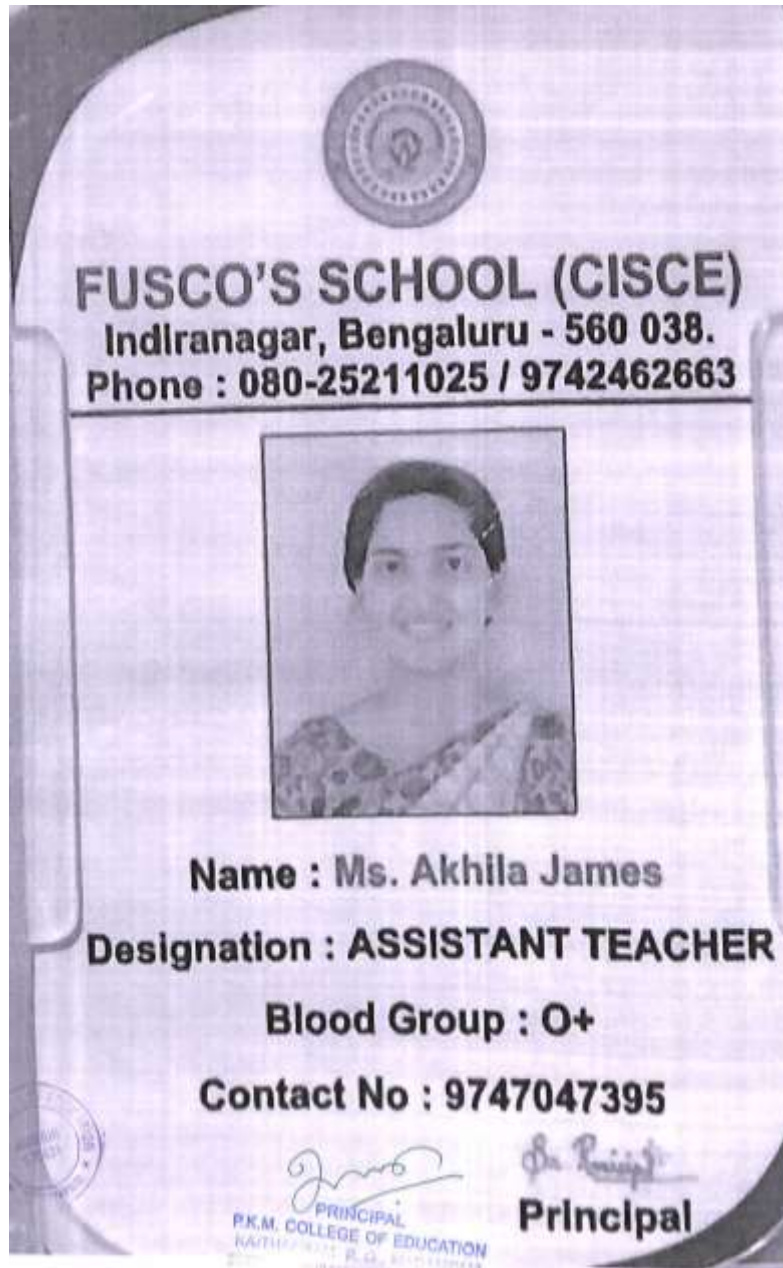 FUSCO'S SCHOOL (CISCE)
Indiranagar, Bengaluru - 560 038.
Phone : 080-25211025 / 9742462663
Name : Ms. Akhila James
Designation : ASSISTANT TEACHER
Blood Group : O+
Contact No : 9747047395
Principal
PRINCIPAL
P.K.M. COLLEGE OF EDUCATION